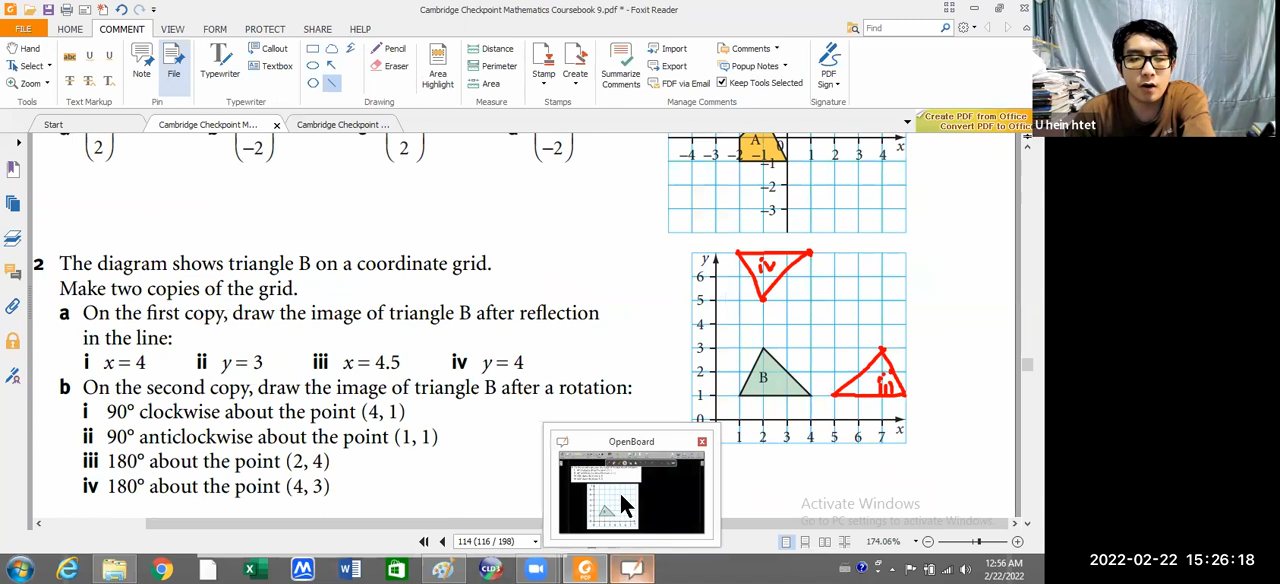 Cambridge Checkpoint Mathematics Coursebook 9.pdf * - Foxit Reader
FILE HOME COMMENT VIEW FORM PROTECT SHARE HELP
Find
Hand
Select
Zoom
Tools
Text Markup
Note
File
Pin
Typewriter
Callout
Textbox
Typewriter
Pencil
Eraser
Drawing
Area Highlight
Distance
Perimeter
Area
Measure
Stamp
Create
Stamps
Summarize Comments
Import
Export
PDF via Email
Comments
Popup Notes
Keep Tools Selected
Manage Comments
PDF Sign
Signature
Start
Cambridge Checkpoint M...
Cambridge Checkpoint ...
Create PDF from Office
Convert PDF to Offic
U hein htet
(2) (-2) (2) (-2)
A
-4 -3 -2 -1 0 1 2 3 4 x
-1
-2
-3
2 The diagram shows triangle B on a coordinate grid.
Make two copies of the grid.
a On the first copy, draw the image of triangle B after reflection
in the line:
i x = 4 ii y = 3 iii x = 4.5 iv y = 4
b On the second copy, draw the image of triangle B after a rotation:
i 90° clockwise about the point (4, 1)
ii 90° anticlockwise about the point (1, 1)
iii 180° about the point (2, 4)
iv 180° about the point (4, 3)
y
6
5
4
3
2
1
0
1 2 3 4 5 6 7 x
iv
B
iii
OpenBoard
Activate Windows
Go to PC settings to activate Windows.
114 (116 / 198)
174.06%
12:56 AM
2/22/2022
2022-02-22 15:26:18